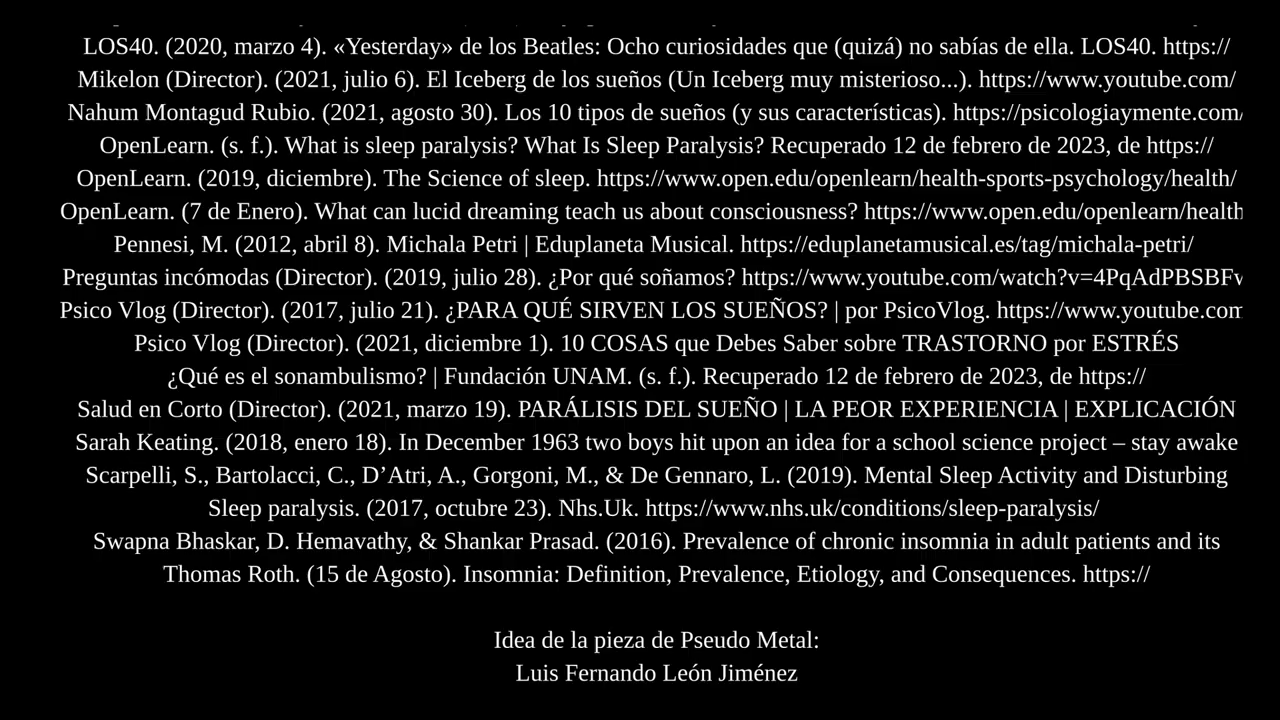 LOS40. (2020, marzo 4). «Yesterday» de los Beatles: Ocho curiosidades que (quizá) no sabías de ella. LOS40. https://
Mikelon (Director). (2021, julio 6). El Iceberg de los sueños (Un Iceberg muy misterioso...). https://www.youtube.com/
Nahum Montagud Rubio. (2021, agosto 30). Los 10 tipos de sueños (y sus características). https://psicologiaymente.com/
OpenLearn. (s. f.). What is sleep paralysis? What Is Sleep Paralysis? Recuperado 12 de febrero de 2023, de https://
OpenLearn. (2019, diciembre). The Science of sleep. https://www.open.edu/openlearn/health-sports-psychology/health/
OpenLearn. (7 de Enero). What can lucid dreaming teach us about consciousness? https://www.open.edu/openlearn/health
Pennesi, M. (2012, abril 8). Michala Petri | Eduplaneta Musical. https://eduplanetamusical.es/tag/michala-petri/
Preguntas incómodas (Director). (2019, julio 28). ¿Por qué soñamos? https://www.youtube.com/watch?v=4PqAdPBSBFv
Psico Vlog (Director). (2017, julio 21). ¿PARA QUÉ SIRVEN LOS SUEÑOS? | por PsicoVlog. https://www.youtube.com
Psico Vlog (Director). (2021, diciembre 1). 10 COSAS que Debes Saber sobre TRASTORNO por ESTRÉS
¿Qué es el sonambulismo? | Fundación UNAM. (s. f.). Recuperado 12 de febrero de 2023, de https://
Salud en Corto (Director). (2021, marzo 19). PARÁLISIS DEL SUEÑO | LA PEOR EXPERIENCIA | EXPLICACIÓN
Sarah Keating. (2018, enero 18). In December 1963 two boys hit upon an idea for a school science project – stay awake
Scarpelli, S., Bartolacci, C., D’Atri, A., Gorgoni, M., & De Gennaro, L. (2019). Mental Sleep Activity and Disturbing
Sleep paralysis. (2017, octubre 23). Nhs.Uk. https://www.nhs.uk/conditions/sleep-paralysis/
Swapna Bhaskar, D. Hemavathy, & Shankar Prasad. (2016). Prevalence of chronic insomnia in adult patients and its
Thomas Roth. (15 de Agosto). Insomnia: Definition, Prevalence, Etiology, and Consequences. https://
Idea de la pieza de Pseudo Metal:
Luis Fernando León Jiménez